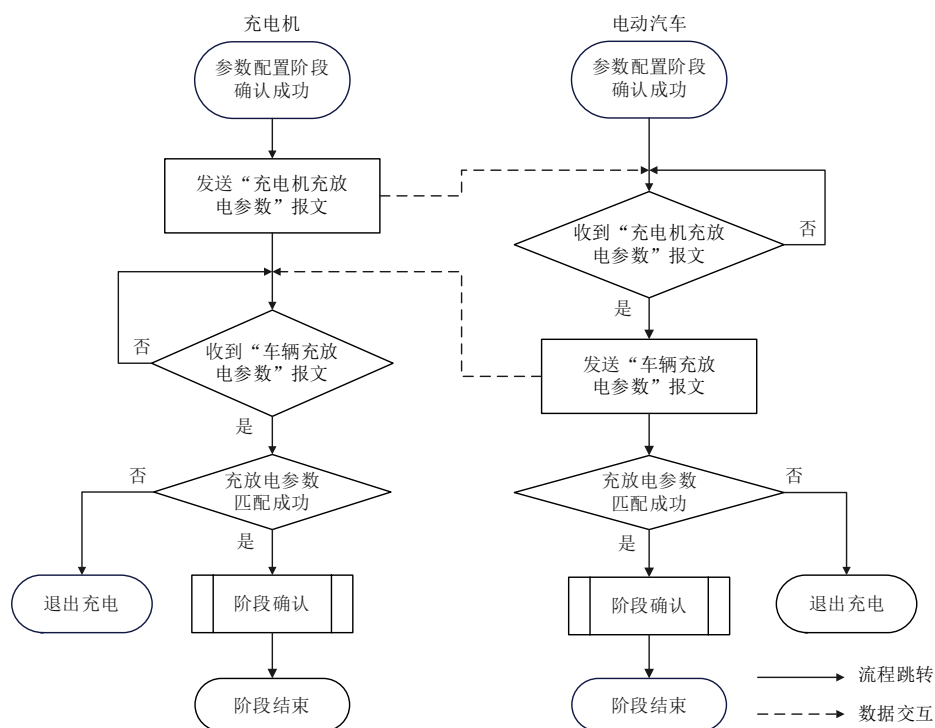 充电机
参数配置阶段
确认成功
发送“充电机充放
电参数”报文
否
收到“车辆充放
电参数”报文
是
否
充放电参数
匹配成功
是
退出充电
阶段确认
阶段结束
电动汽车
参数配置阶段
确认成功
收到“充电机充放
电参数”报文
否
是
发送“车辆充放
电参数”报文
充放电参数
匹配成功
否
是
阶段确认
退出充电
阶段结束
流程跳转
数据交互